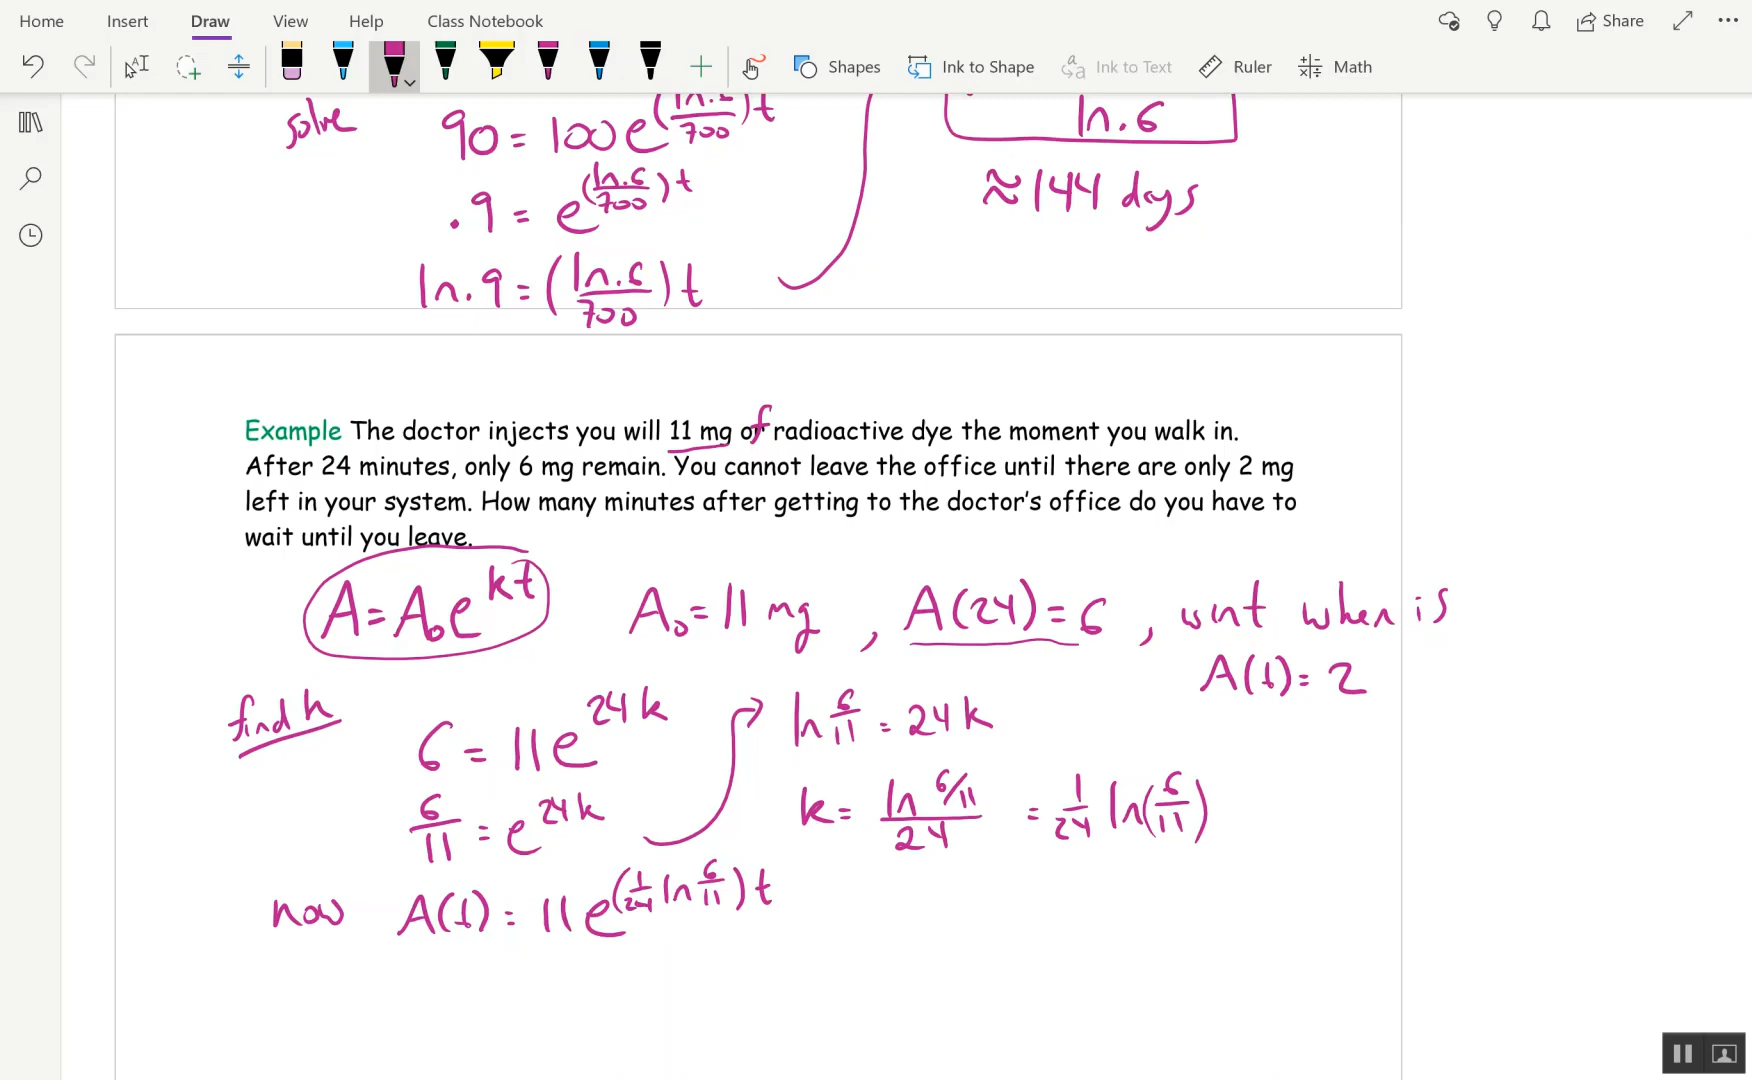 Home Insert Draw View Help Class Notebook Share
Shapes Ink to Shape Ink to Text Ruler Math
solve 90 = 100e^(ln.6/700)t
.9 = e^(ln.6/700)t
ln.9 = (ln.6/700)t
ln.6
≈ 144 days
Example The doctor injects you will 11 mg of radioactive dye the moment you walk in.
After 24 minutes, only 6 mg remain. You cannot leave the office until there are only 2 mg
left in your system. How many minutes after getting to the doctor's office do you have to
wait until you leave.
A = A₀e^kt A₀ = 11 mg, A(24) = 6, wnt when is
A(t) = 2
find k 6 = 11e^24k
6/11 = e^24k
ln 6/11 = 24k
k = ln 6/11 / 24 = 1/24 ln(6/11)
now A(t) = 11e^(1/24 ln 6/11)t